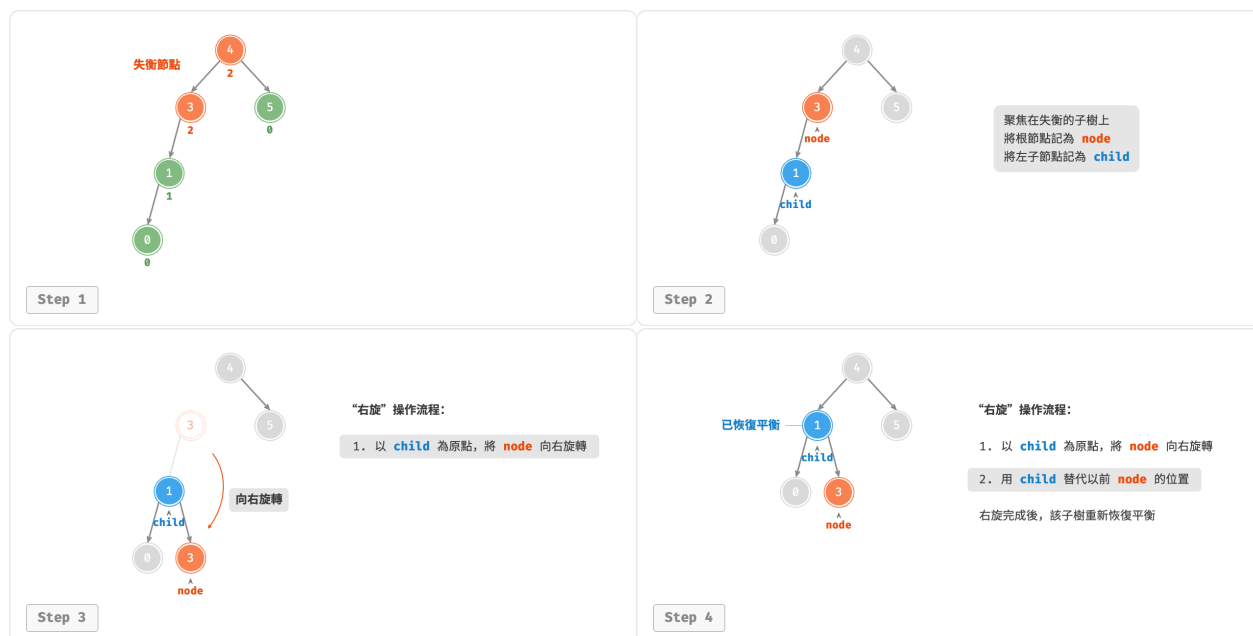 4
失衡節點
2
3
5
2
0
1
1
0
0
Step 1
4
3
5
node
聚焦在失衡的子樹上
將根節點記為 node
將左子節點記為 child
1
child
0
Step 2
4
3
5
“右旋”操作流程:
1. 以 child 為原點，將 node 向右旋轉
1
向右旋轉
child
0
3
node
Step 3
4
已恢復平衡
1
5
child
0
3
node
“右旋”操作流程:
1. 以 child 為原點，將 node 向右旋轉
2. 用 child 替代以前 node 的位置
右旋完成後，該子樹重新恢復平衡
Step 4